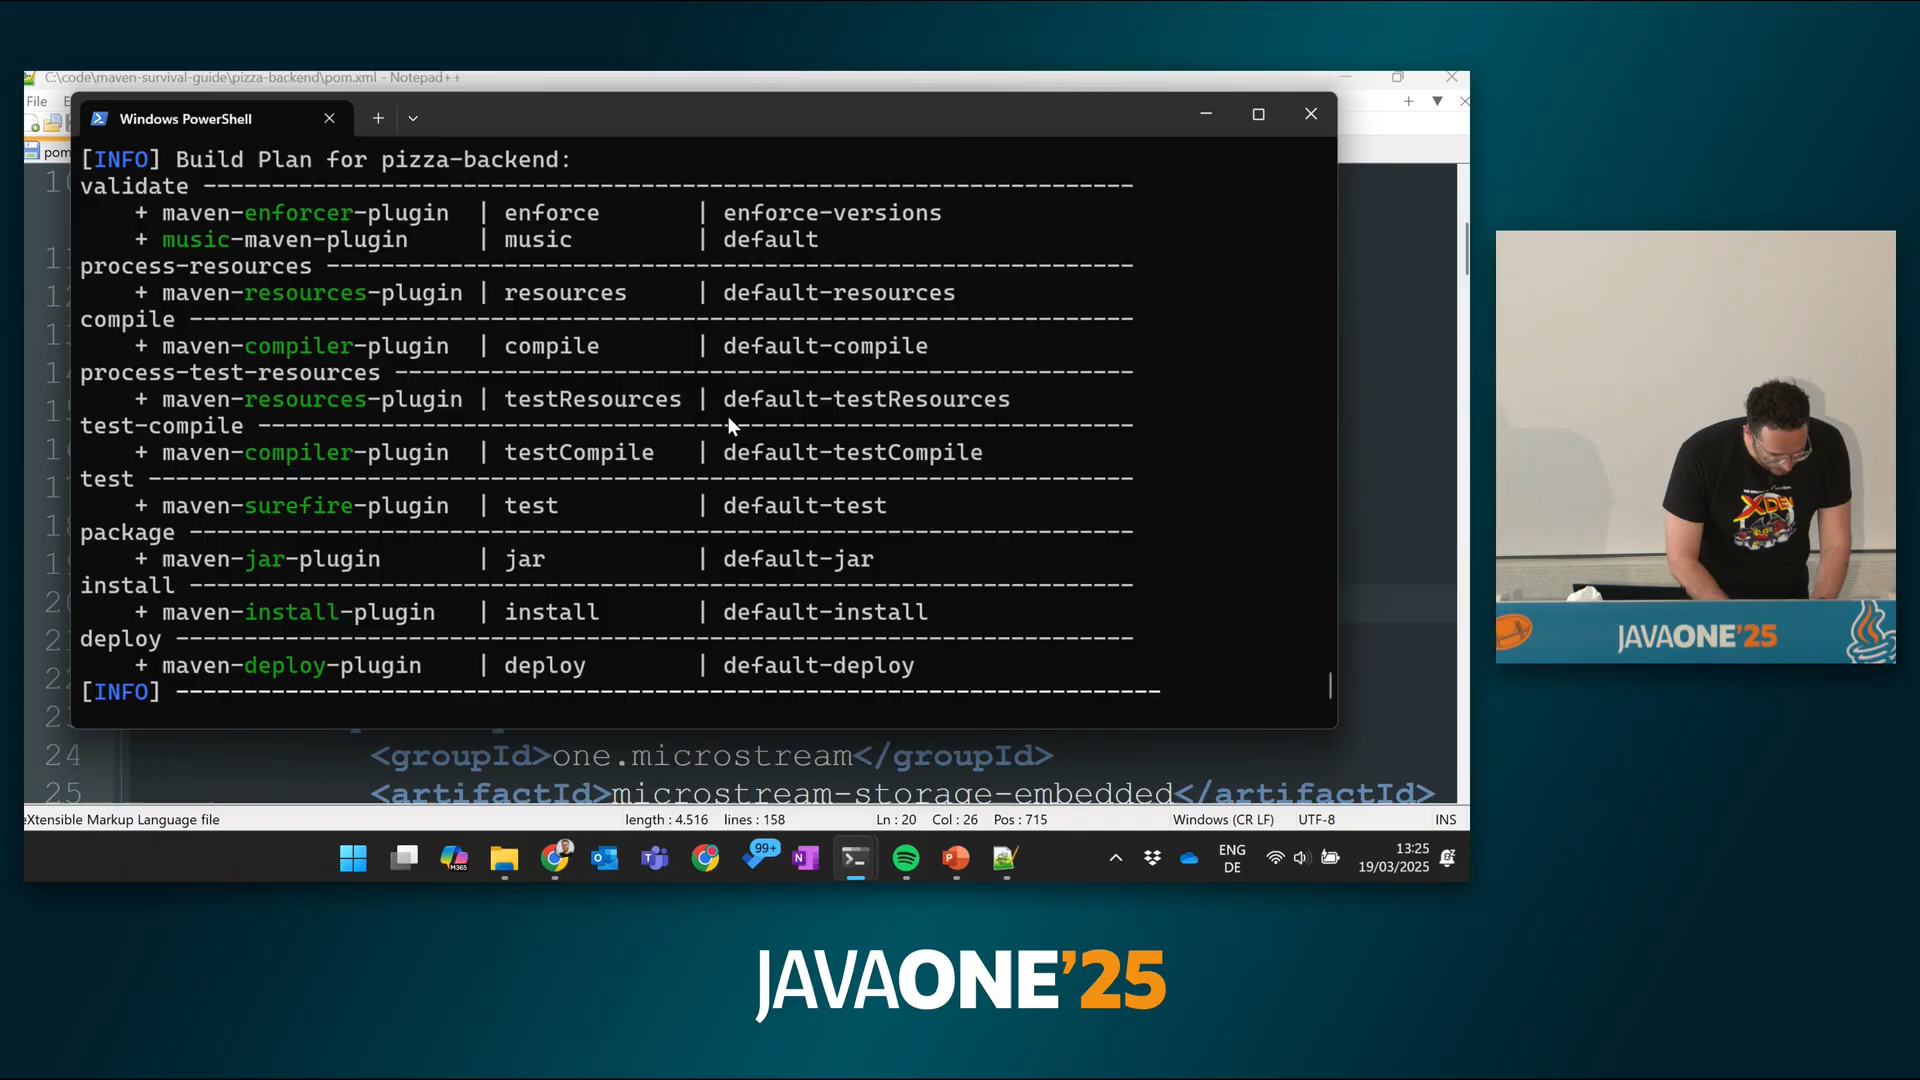 C:\code\maven-survival-guide\pizza-backend\pom.xml - Notepad++
File
Windows PowerShell
pom
[INFO] Build Plan for pizza-backend:
validate ---------------------------------------------------------------------
+ maven-enforcer-plugin | enforce | enforce-versions
+ music-maven-plugin | music | default
process-resources ------------------------------------------------------------
+ maven-resources-plugin | resources | default-resources
compile ----------------------------------------------------------------------
+ maven-compiler-plugin | compile | default-compile
process-test-resources -------------------------------------------------------
+ maven-resources-plugin | testResources | default-testResources
test-compile -----------------------------------------------------------------
+ maven-compiler-plugin | testCompile | default-testCompile
test -------------------------------------------------------------------------
+ maven-surefire-plugin | test | default-test
package ----------------------------------------------------------------------
+ maven-jar-plugin | jar | default-jar
install ----------------------------------------------------------------------
+ maven-install-plugin | install | default-install
deploy -----------------------------------------------------------------------
+ maven-deploy-plugin | deploy | default-deploy
[INFO] ------------------------------------------------------------------------
24 <groupId>one.microstream</groupId>
25 <artifactId>microstream-storage-embedded</artifactId>
eXtensible Markup Language file length : 4.516 lines : 158 Ln : 20 Col : 26 Pos : 715 Windows (CR LF) UTF-8 INS
M365
99+
ENG
DE
13:25
19/03/2025
XDEV
JAVAONE'25
JAVAONE'25